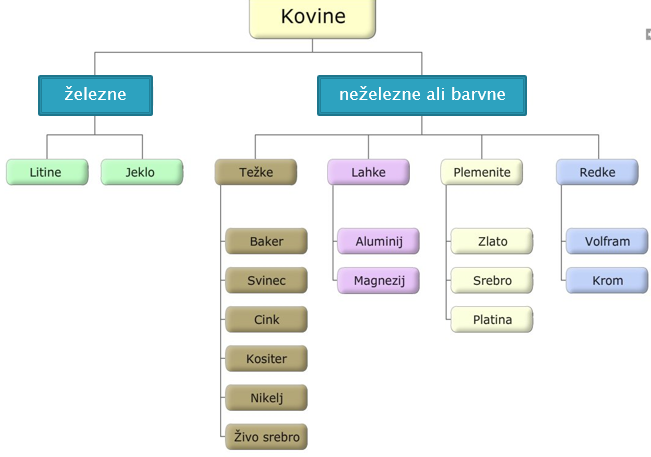 Kovine
železne
neželezne ali barvne
Litine
Jeklo
Težke
Lahke
Plemenite
Redke
Baker
Aluminij
Zlato
Volfram
Svinec
Magnezij
Srebro
Krom
Cink
Platina
Kositer
Nikelj
Živo srebro